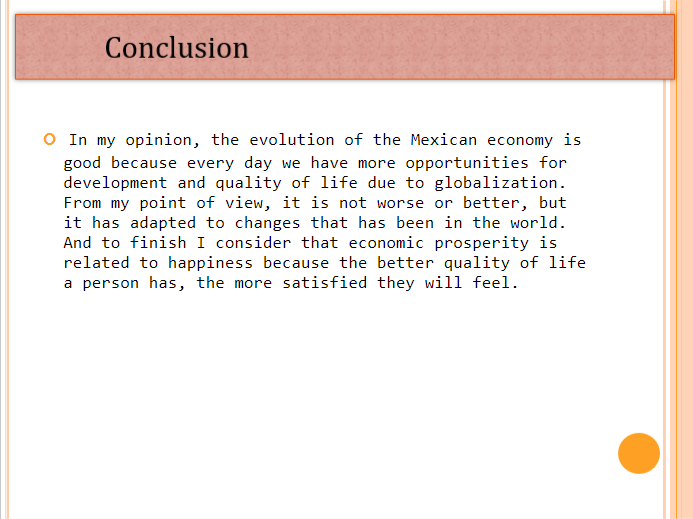 Conclusion
In my opinion, the evolution of the Mexican economy is
good because every day we have more opportunities for
development and quality of life due to globalization.
From my point of view, it is not worse or better, but
it has adapted to changes that has been in the world.
And to finish I consider that economic prosperity is
related to happiness because the better quality of life
a person has, the more satisfied they will feel.